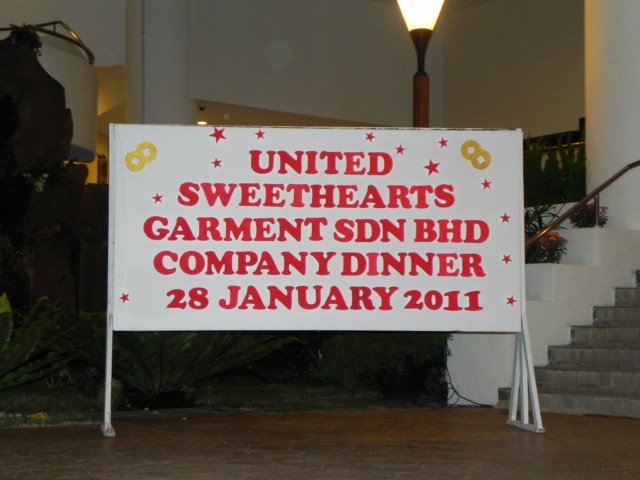 UNITED
SWEETHEARTS
GARMENT SDN BHD
COMPANY DINNER
28 JANUARY 2011